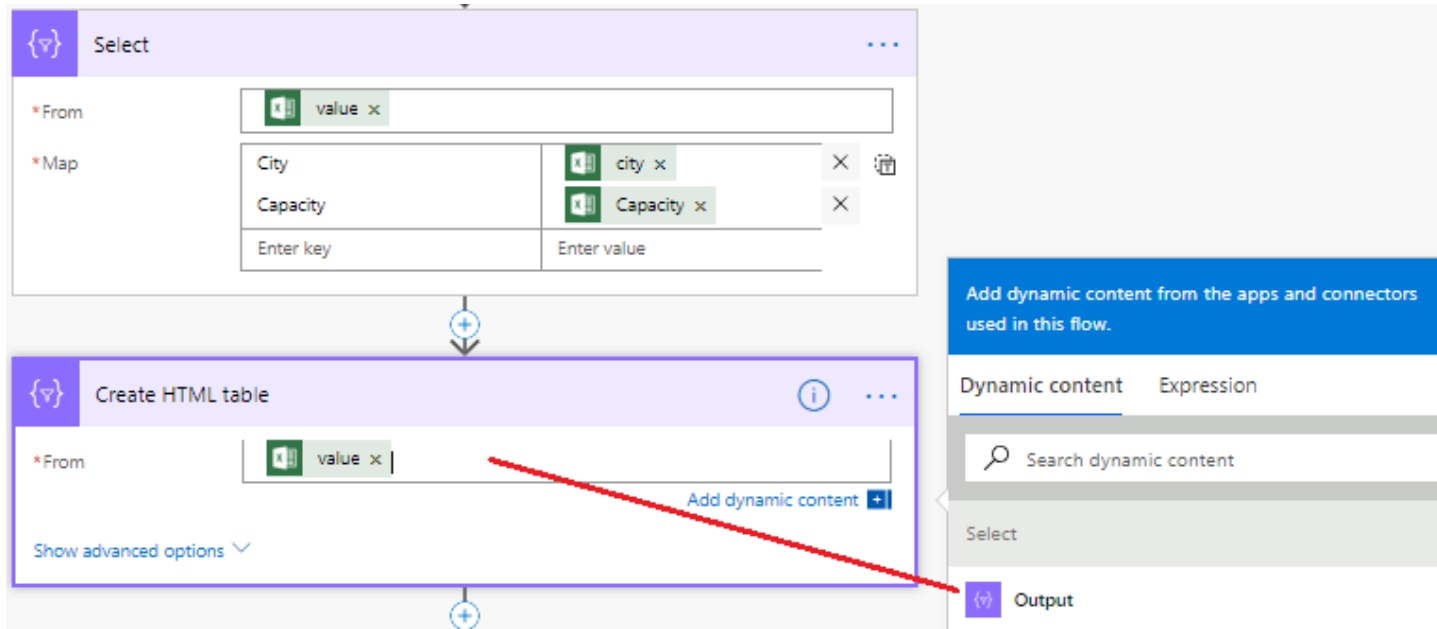 Select
...
*From
value ×
*Map
City
city ×
Capacity
Capacity ×
Enter key
Enter value
Create HTML table
...
*From
value ×
Add dynamic content
Show advanced options
Add dynamic content from the apps and connectors
used in this flow.
Dynamic content
Expression
Search dynamic content
Select
Output